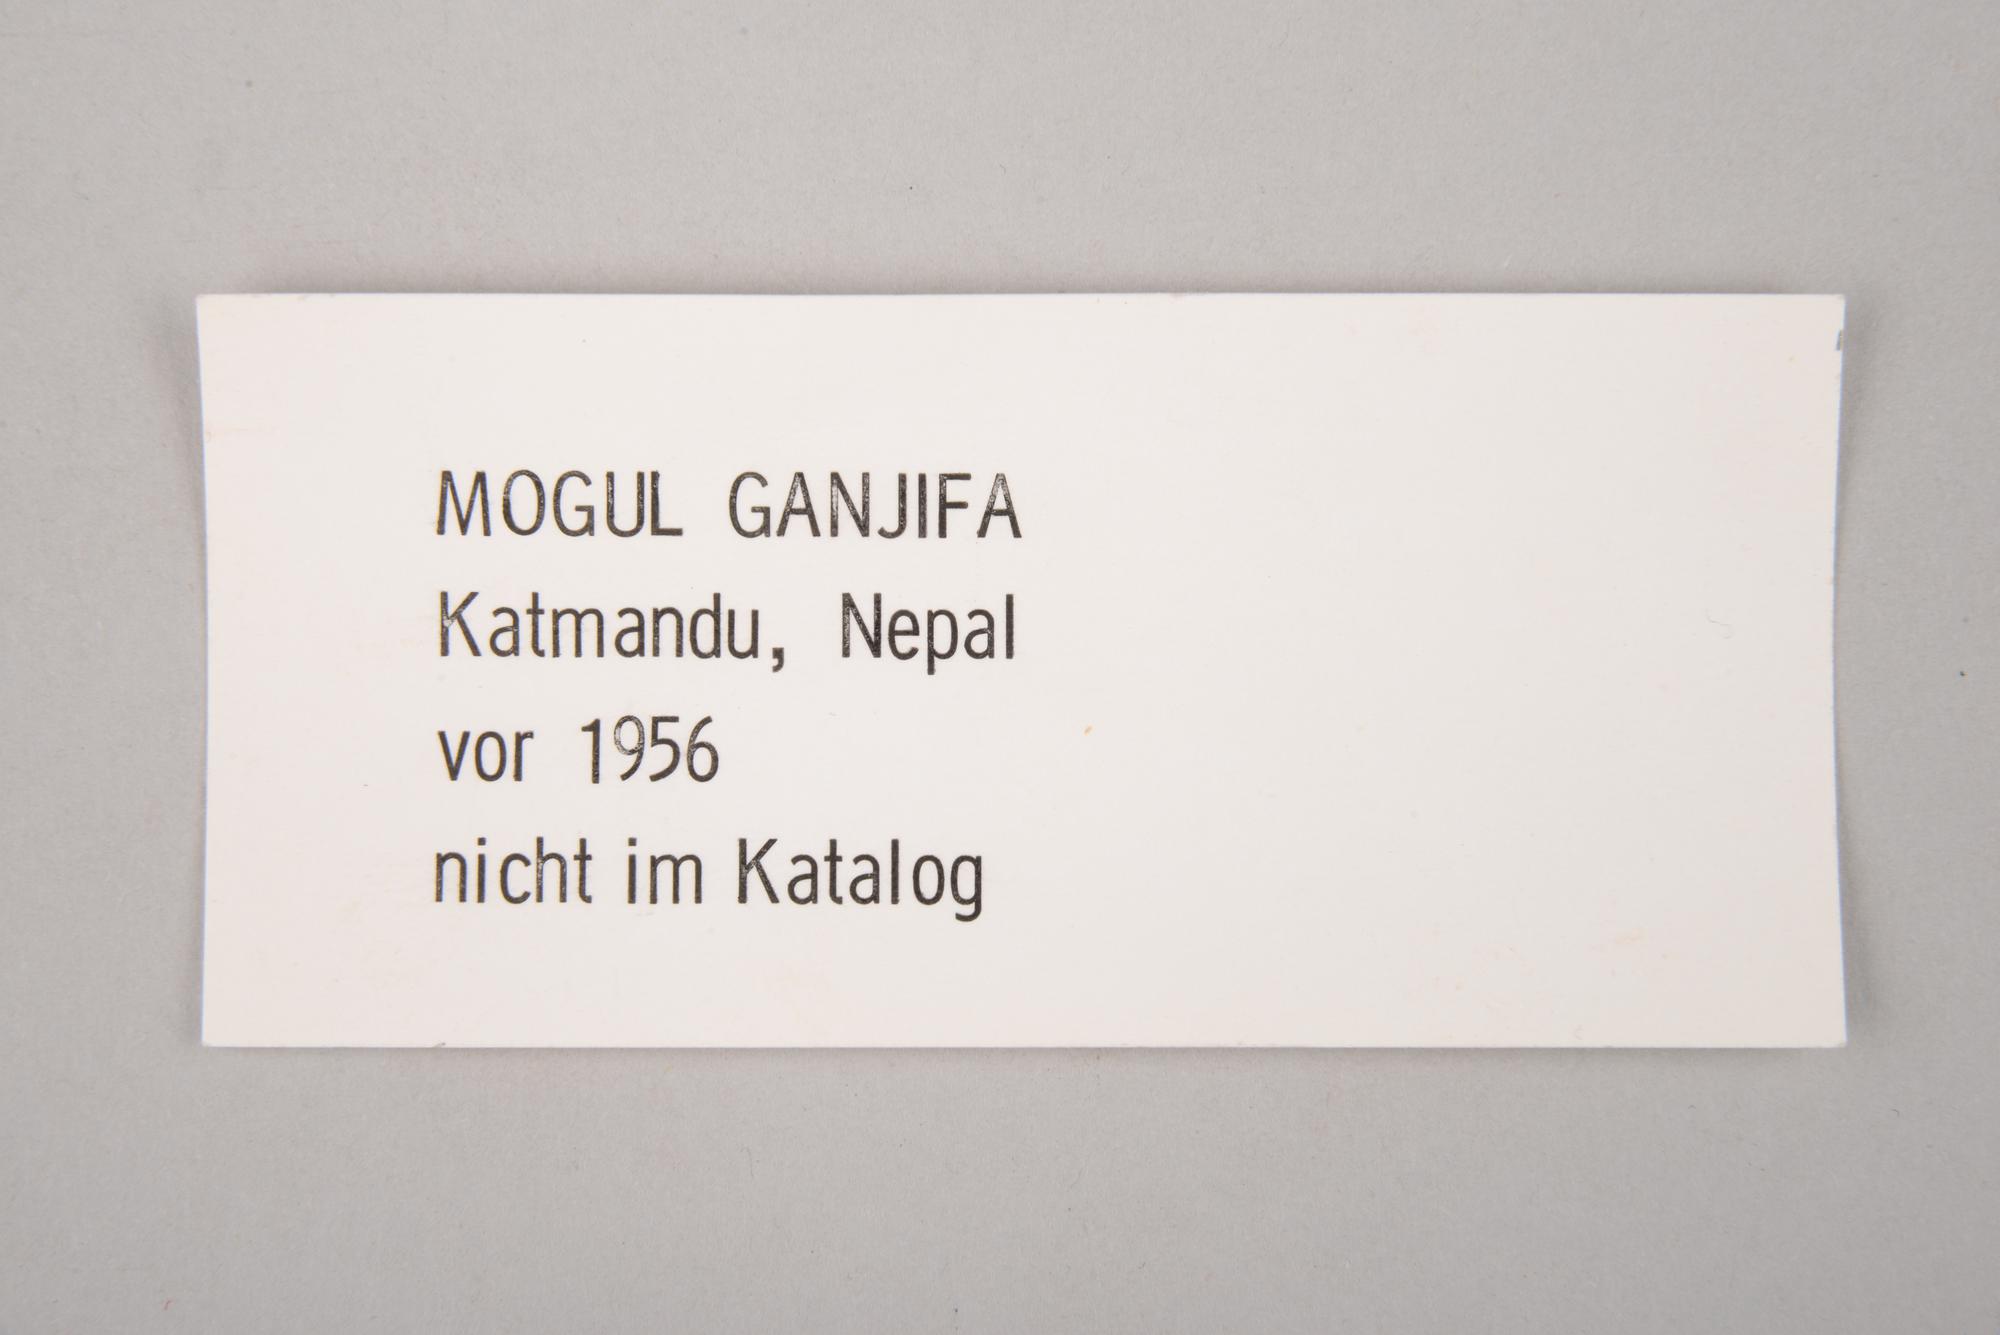 MOGUL GANJIFA
Katmandu, Nepal
vor 1956
nicht im Katalog